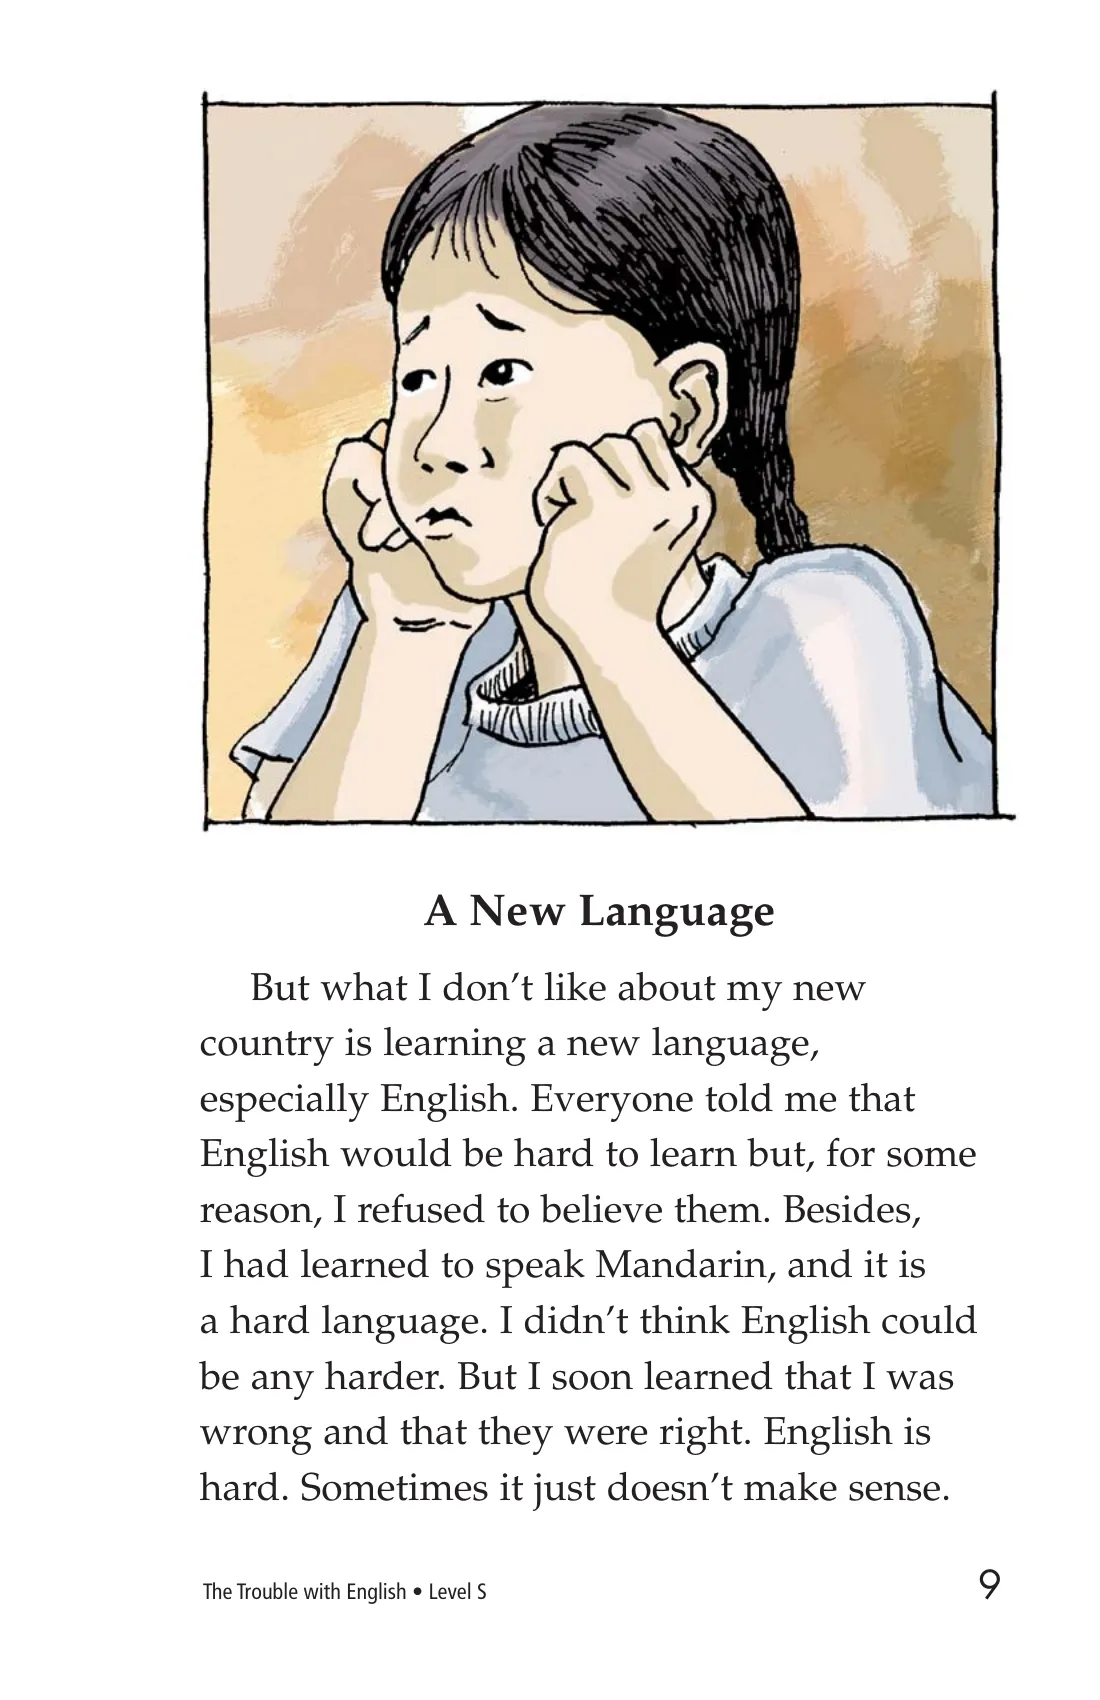 A New Language
But what I don’t like about my new
country is learning a new language,
especially English. Everyone told me that
English would be hard to learn but, for some
reason, I refused to believe them. Besides,
I had learned to speak Mandarin, and it is
a hard language. I didn’t think English could
be any harder. But I soon learned that I was
wrong and that they were right. English is
hard. Sometimes it just doesn’t make sense.
The Trouble with English • Level S
9